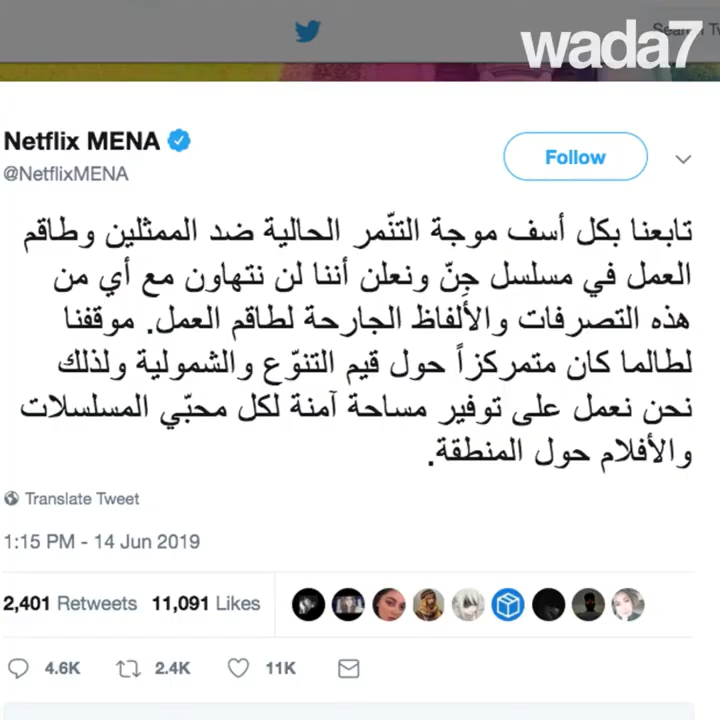 wada7
Netflix MENA
Follow
@NetflixMENA
تابعنا بكل أسف موجة التنّمر الحالية ضد الممثلين وطاقم
العمل في مسلسل جِنّ ونعلن أننا لن نتهاون مع أي من
هذه التصرفات والألفاظ الجارحة لطاقم العمل. موقفنا
لطالما كان متمركزاً حول قيم التنوّع والشمولية ولذلك
نحن نعمل على توفير مساحة آمنة لكل محبّي المسلسلات
والأفلام حول المنطقة.
Translate Tweet
1:15 PM - 14 Jun 2019
2,401 Retweets 11,091 Likes
4.6K 2.4K 11K